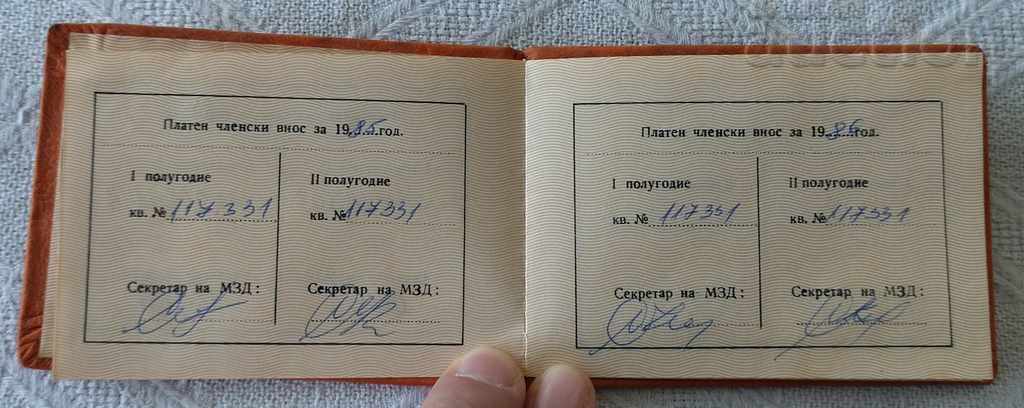 Платен членски внос за 1985 год.
I полугодие
кв. № 117331
Секретар на МЗД:
II полугодие
кв. № 117331
Секретар на МЗД:
Платен членски внос за 1986 год.
I полугодие
кв. № 117331
Секретар на МЗД:
II полугодие
кв. № 117331
Секретар на МЗД: